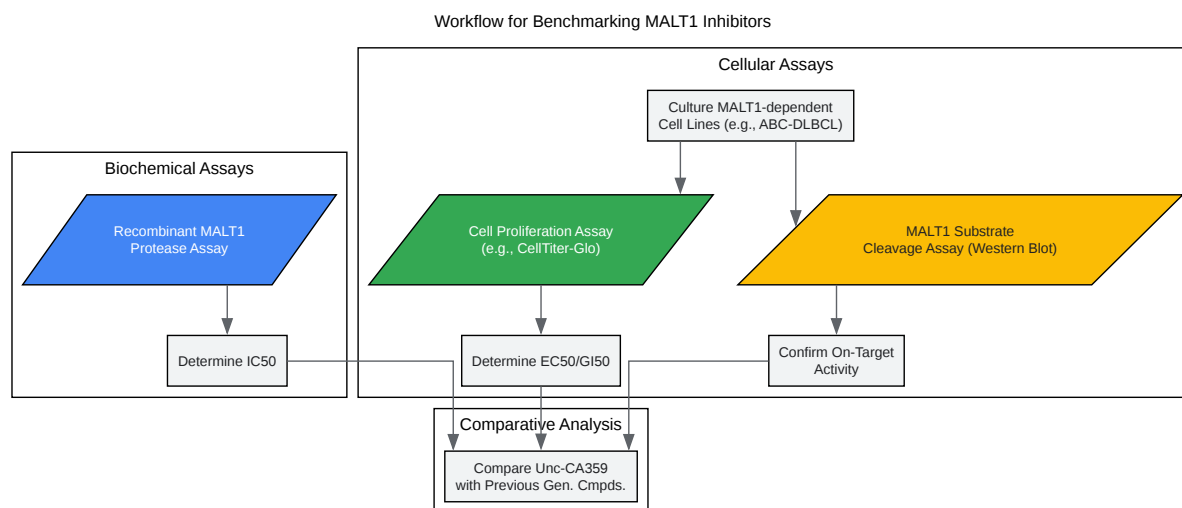 Workflow for Benchmarking MALT1 Inhibitors
Cellular Assays
Culture MALT1-dependent
Cell Lines (e.g., ABC-DLBCL)
Biochemical Assays
Recombinant MALT1
Protease Assay
Cell Proliferation Assay
(e.g., CellTiter-Glo)
MALT1 Substrate
Cleavage Assay (Western Blot)
Determine IC50
Determine EC50/GI50
Confirm On-Target
Activity
Comparative Analysis
Compare Unc-CA359
with Previous Gen. Cmpds.